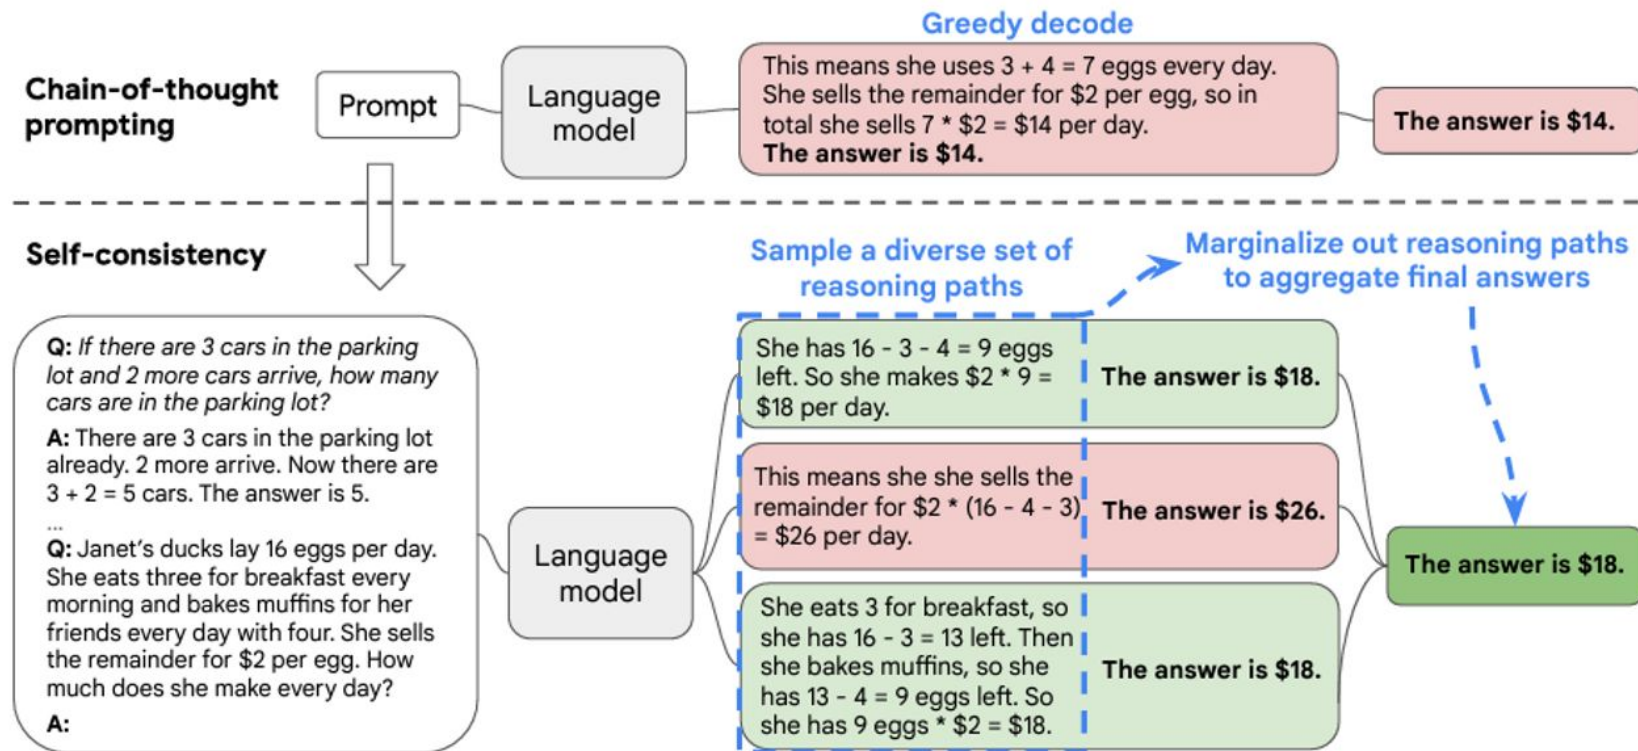 Greedy decode
Chain-of-thought
prompting
Prompt
Language
model
This means she uses 3 + 4 = 7 eggs every day.
She sells the remainder for $2 per egg, so in
total she sells 7 * $2 = $14 per day.
The answer is $14.
The answer is $14.
Self-consistency
Sample a diverse set of
reasoning paths
Marginalize out reasoning paths
to aggregate final answers
Q: If there are 3 cars in the parking
lot and 2 more cars arrive, how many
cars are in the parking lot?
A: There are 3 cars in the parking lot
already. 2 more arrive. Now there are
3 + 2 = 5 cars. The answer is 5.
...
Q: Janet's ducks lay 16 eggs per day.
She eats three for breakfast every
morning and bakes muffins for her
friends every day with four. She sells
the remainder for $2 per egg. How
much does she make every day?
A:
Language
model
She has 16 - 3 - 4 = 9 eggs
left. So she makes $2 * 9 =
$18 per day.
The answer is $18.
This means she she sells the
remainder for $2 * (16 - 4 - 3)
= $26 per day.
The answer is $26.
She eats 3 for breakfast, so
she has 16 - 3 = 13 left. Then
she bakes muffins, so she
has 13 - 4 = 9 eggs left. So
she has 9 eggs * $2 = $18.
The answer is $18.
The answer is $18.